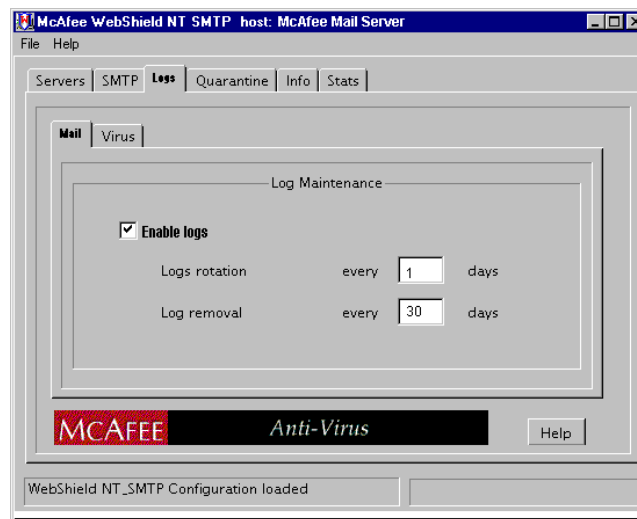 McAfee WebShield NT SMTP host: McAfee Mail Server
File Help
Servers SMTP Logs Quarantine Info Stats
Mail Virus
Log Maintenance
Enable logs
Logs rotation every 1 days
Log removal every 30 days
MCAFEE Anti-Virus Help
WebShield NT_SMTP Configuration loaded